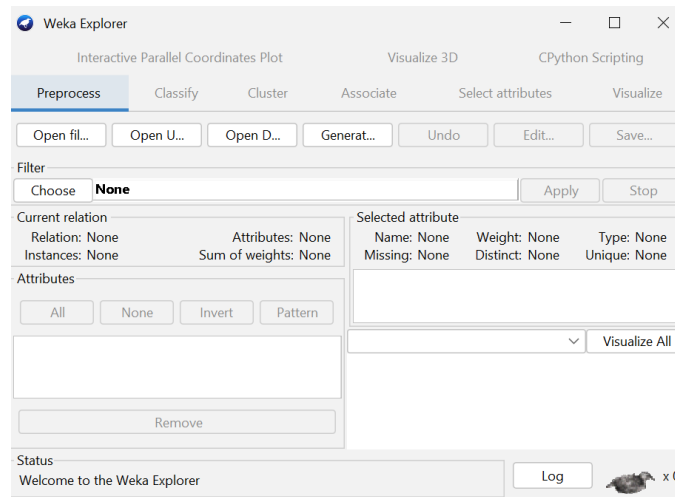 Weka Explorer
Interactive Parallel Coordinates Plot Visualize 3D CPython Scripting
Preprocess Classify Cluster Associate Select attributes Visualize
Open fil... Open U... Open D... Generat... Undo Edit... Save...
Filter
Choose None Apply Stop
Current relation
Relation: None Attributes: None
Instances: None Sum of weights: None
Selected attribute
Name: None Weight: None Type: None
Missing: None Distinct: None Unique: None
Attributes
All None Invert Pattern
Visualize All
Remove
Status
Welcome to the Weka Explorer
Log x